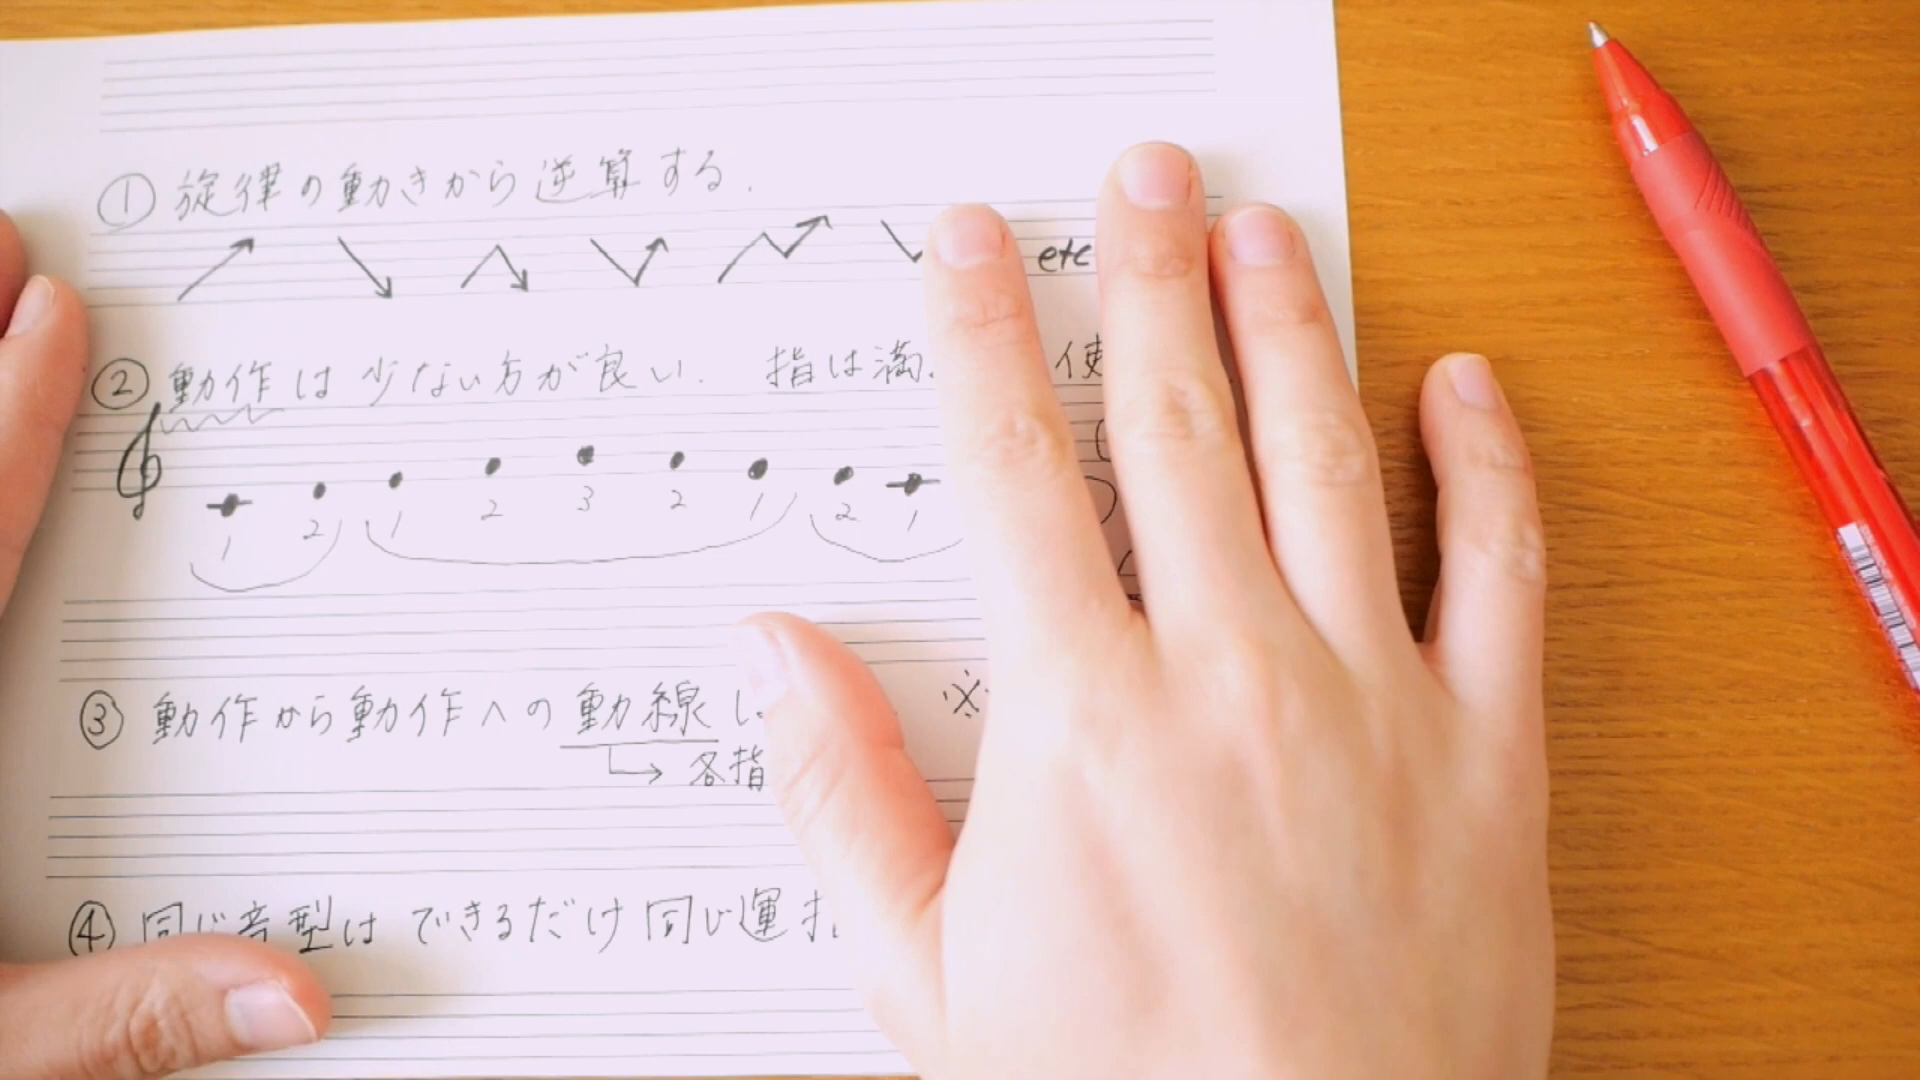 ① 旋律の動きから逆算する.
etc
② 動作は少ない方が良い. 指は満 使
1 2 1 2 3 2 1 2 1
③ 動作から動作への動線 ※
→ 各指
④ 同じ音型はできるだけ同じ運